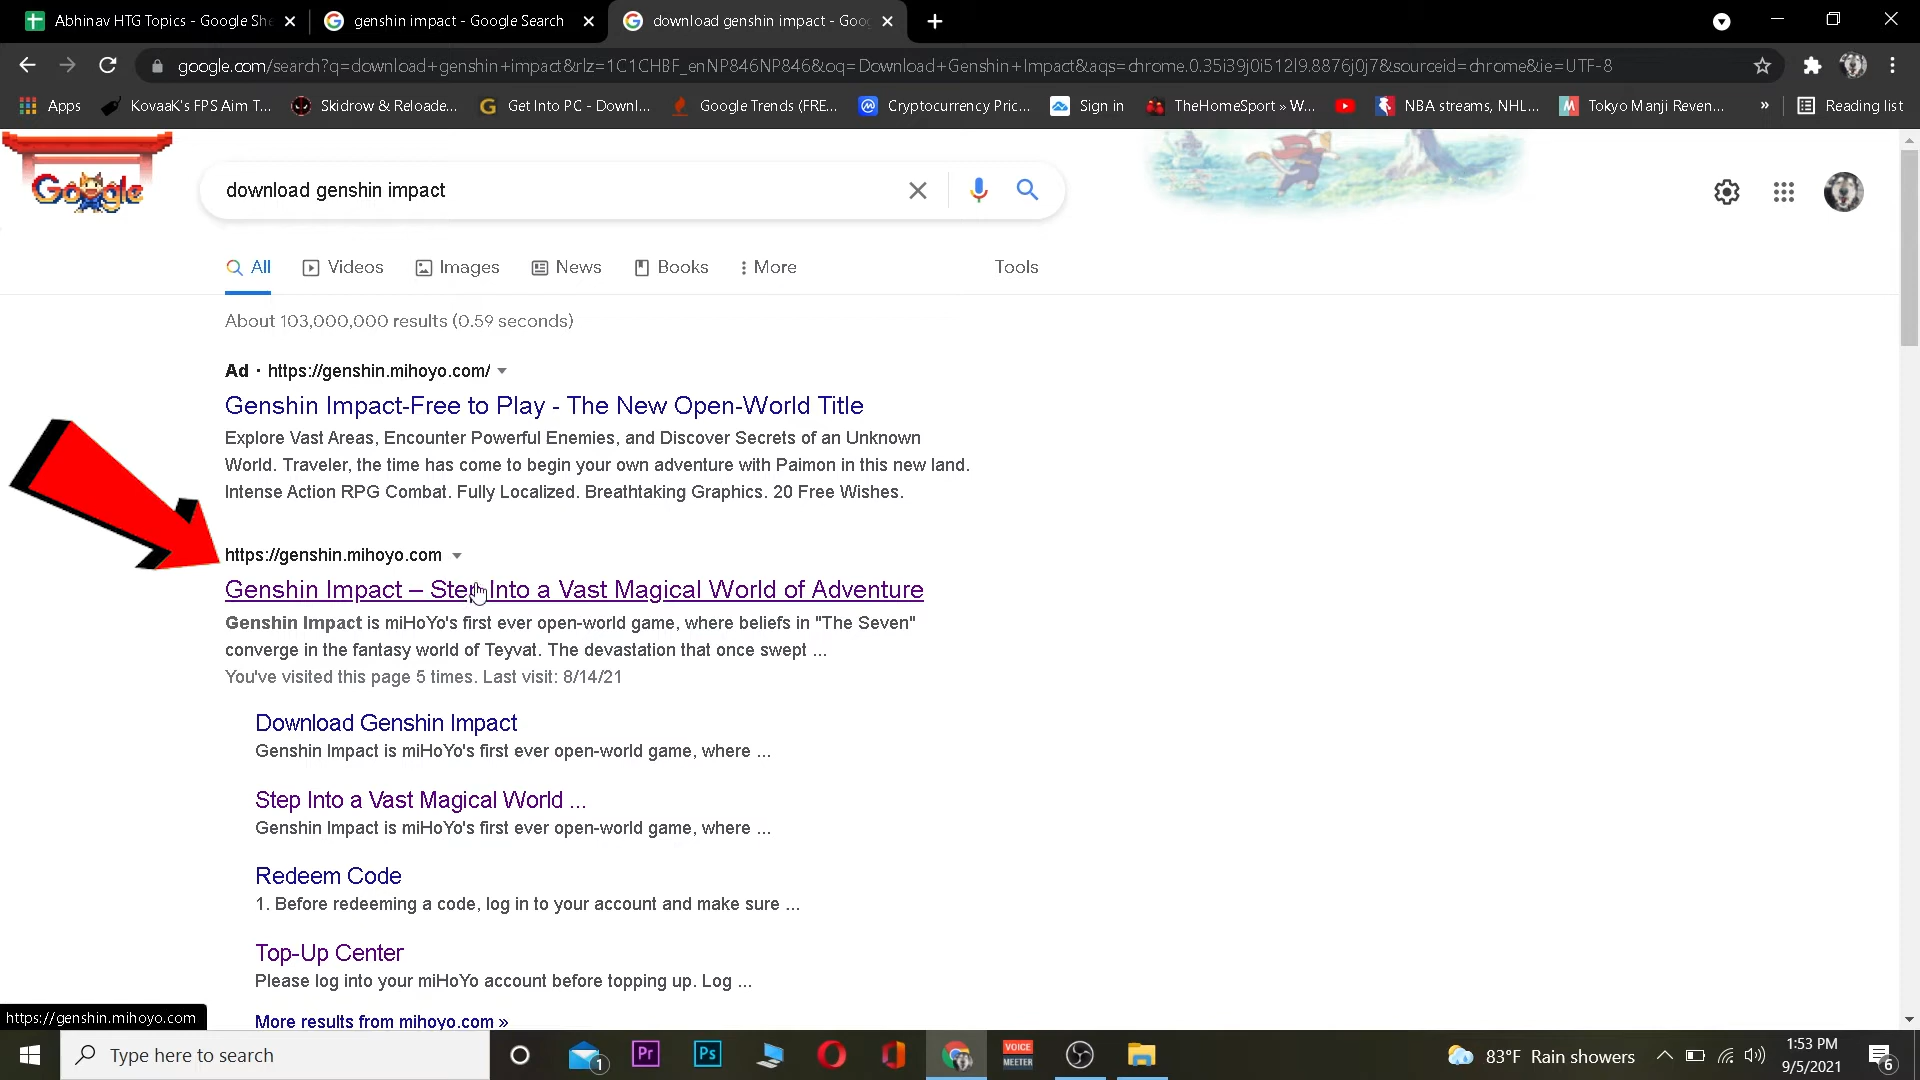 Abhinav HTG Topics - Google She
genshin impact - Google Search
download genshin impact - Goo
google.com/search?q=download+genshin+impact&rlz=1C1CHBF_enNP846NP846&oq=Download+Genshin+Impact&aqs=chrome.0.35i39j0i512l9.8876j0j7&sourceid=chrome&ie=UTF-8
Apps KovaaK's FPS Aim T... Skidrow & Reloade... Get Into PC - Downl... Google Trends (FRE... Cryptocurrency Pric... Sign in TheHomeSport » W... NBA streams, NHL... Tokyo Manji Reven... » Reading list
Google
download genshin impact
All Videos Images News Books More Tools
About 103,000,000 results (0.59 seconds)
Ad · https://genshin.mihoyo.com/
Genshin Impact-Free to Play - The New Open-World Title
Explore Vast Areas, Encounter Powerful Enemies, and Discover Secrets of an Unknown
World. Traveler, the time has come to begin your own adventure with Paimon in this new land.
Intense Action RPG Combat. Fully Localized. Breathtaking Graphics. 20 Free Wishes.
https://genshin.mihoyo.com
Genshin Impact – Step Into a Vast Magical World of Adventure
Genshin Impact is miHoYo's first ever open-world game, where beliefs in "The Seven"
converge in the fantasy world of Teyvat. The devastation that once swept ...
You've visited this page 5 times. Last visit: 8/14/21
Download Genshin Impact
Genshin Impact is miHoYo's first ever open-world game, where ...
Step Into a Vast Magical World ...
Genshin Impact is miHoYo's first ever open-world game, where ...
Redeem Code
1. Before redeeming a code, log in to your account and make sure ...
Top-Up Center
Please log into your miHoYo account before topping up. Log ...
More results from mihoyo.com »
https://genshin.mihoyo.com
Type here to search
1
Pr
Ps
VOICE
MEETER
83°F Rain showers
1:53 PM
9/5/2021
6